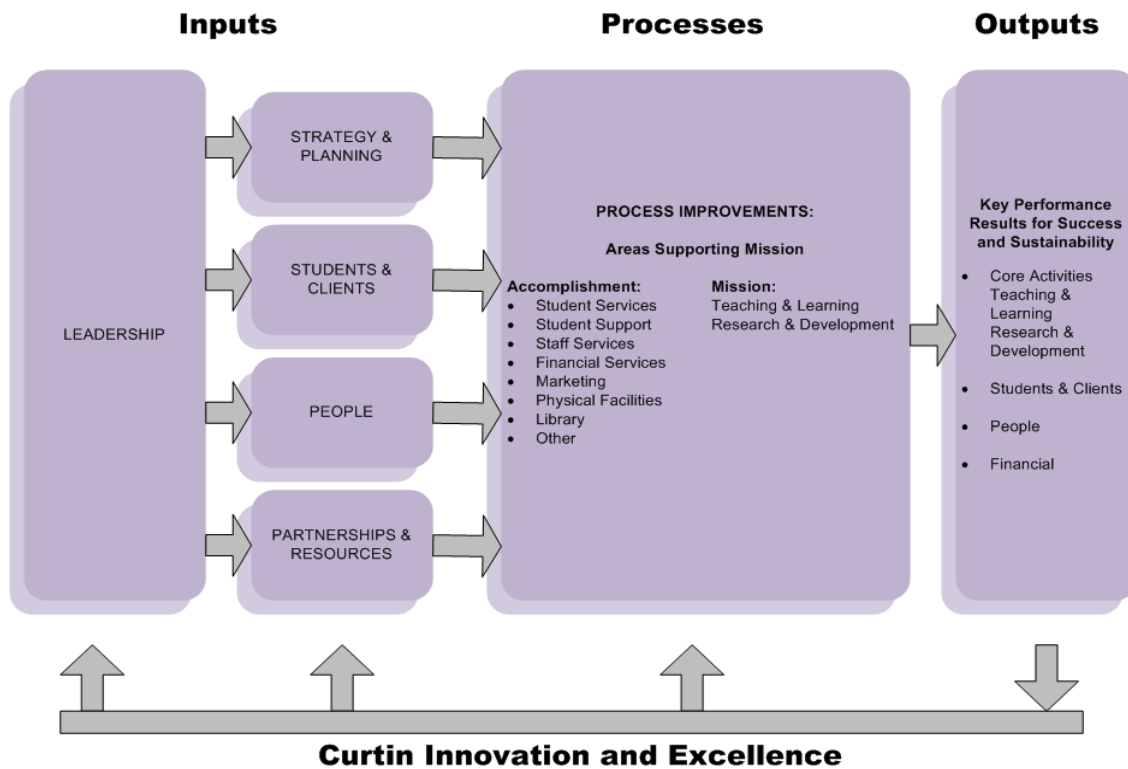 Inputs
Processes
Outputs
LEADERSHIP
STRATEGY &
PLANNING
STUDENTS &
CLIENTS
PEOPLE
PARTNERSHIPS &
RESOURCES
PROCESS IMPROVEMENTS:
Areas Supporting Mission
Accomplishment:
• Student Services
• Student Support
• Staff Services
• Financial Services
• Marketing
• Physical Facilities
• Library
• Other
Mission:
Teaching & Learning
Research & Development
Key Performance
Results for Success
and Sustainability
• Core Activities
Teaching &
Learning
Research &
Development
• Students & Clients
• People
• Financial
Curtin Innovation and Excellence